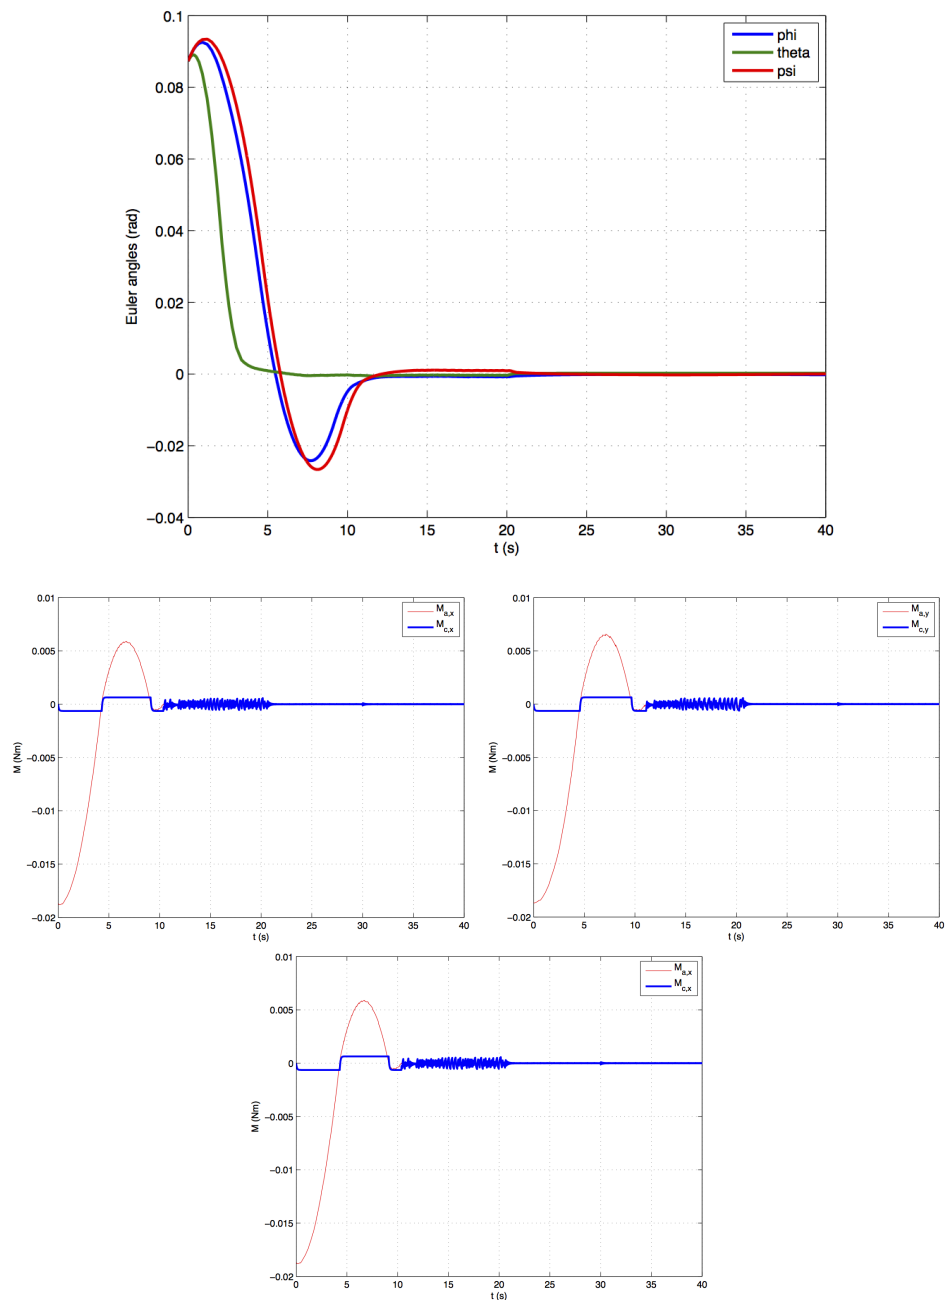 0.1
0.08
0.06
0.04
0.02
0
−0.02
−0.04
Euler angles (rad)
phi
theta
psi
0 5 10 15 20 25 30 35 40
t (s)
0.01
0.005
0
−0.005
−0.01
−0.015
−0.02
M (Nm)
M_a,x
M_c,x
0 5 10 15 20 25 30 35 40
t (s)
0.01
0.005
0
−0.005
−0.01
−0.015
−0.02
M (Nm)
M_a,y
M_c,y
0 5 10 15 20 25 30 35 40
t (s)
0.01
0.005
0
−0.005
−0.01
−0.015
−0.02
M (Nm)
M_a,x
M_c,x
0 5 10 15 20 25 30 35 40
t (s)